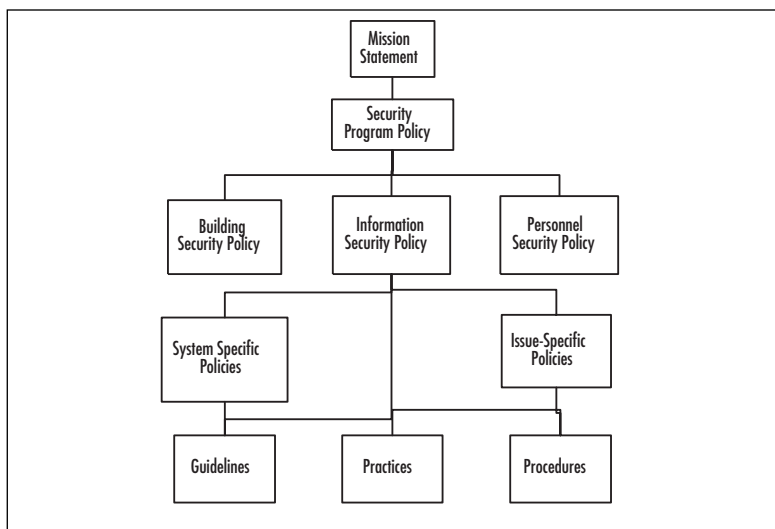 Mission
Statement
Security
Program Policy
Building
Security Policy
Information
Security Policy
Personnel
Security Policy
System Specific
Policies
Issue-Specific
Policies
Guidelines
Practices
Procedures